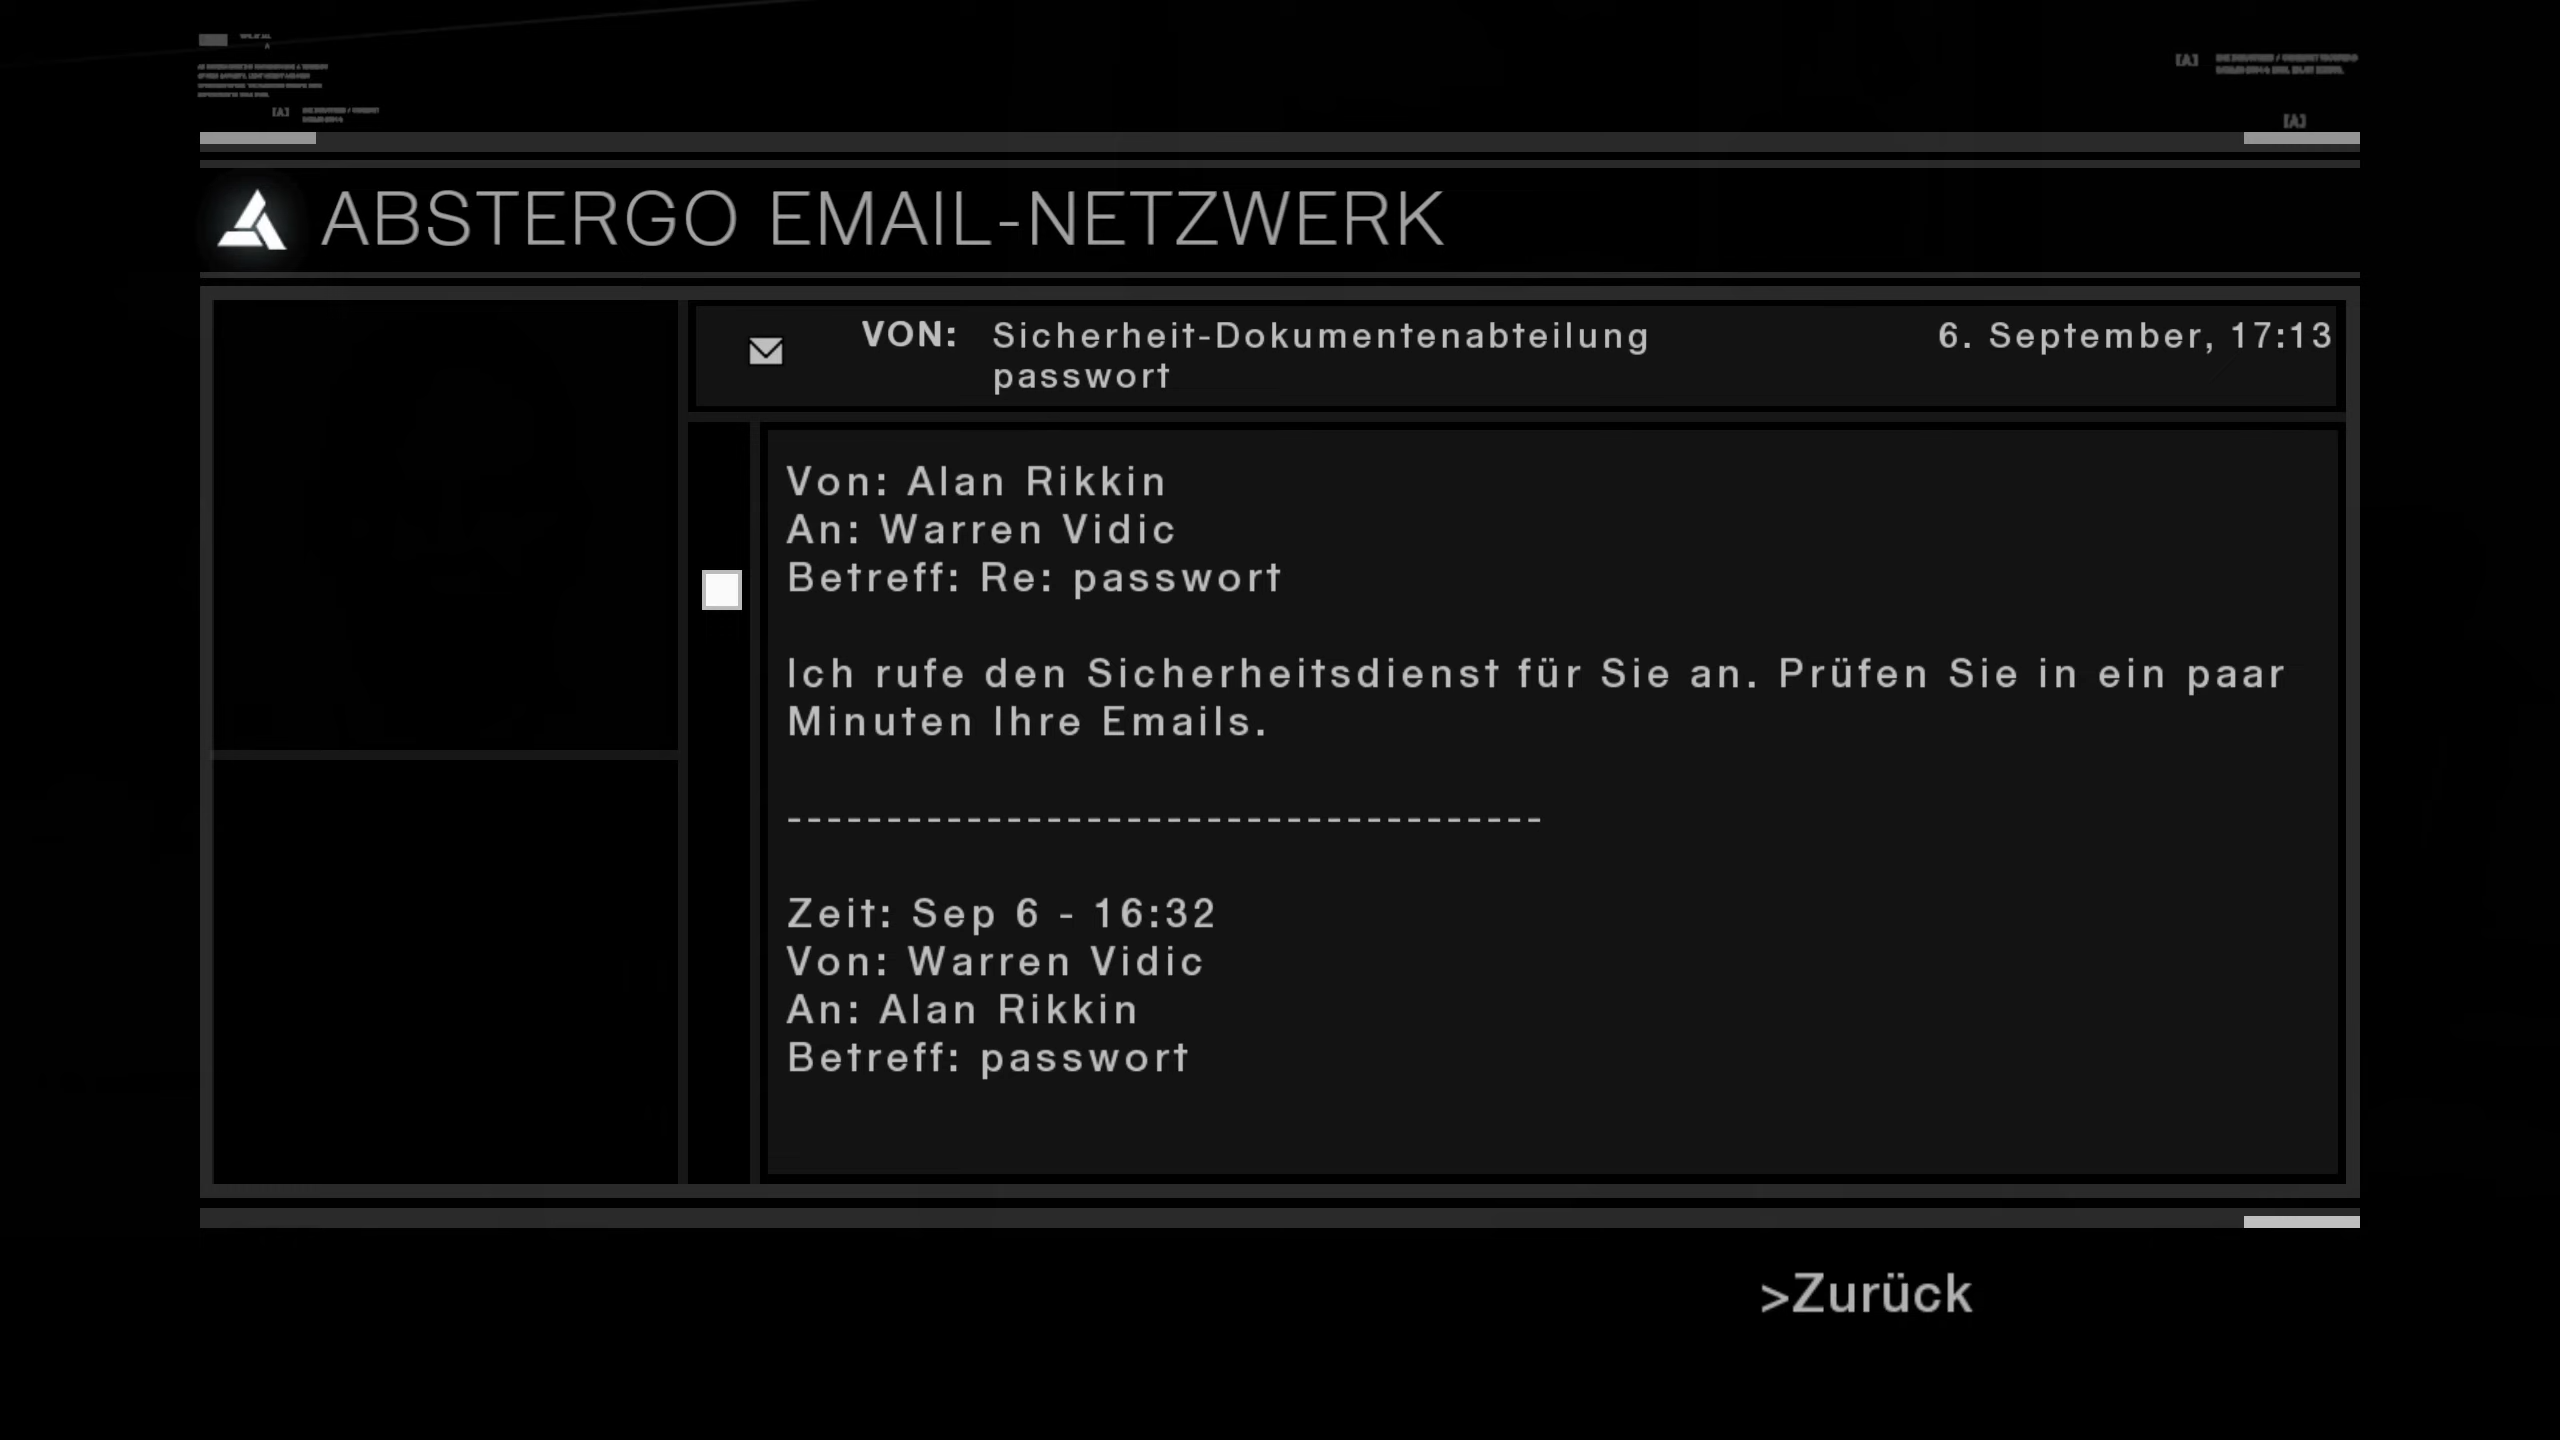 [A]
[A]
[A]
ABSTERGO EMAIL-NETZWERK
VON: Sicherheit-Dokumentenabteilung 6. September, 17:13
passwort
Von: Alan Rikkin
An: Warren Vidic
Betreff: Re: passwort
Ich rufe den Sicherheitsdienst für Sie an. Prüfen Sie in ein paar
Minuten Ihre Emails.
--------------------------------------
Zeit: Sep 6 - 16:32
Von: Warren Vidic
An: Alan Rikkin
Betreff: passwort
>Zurück